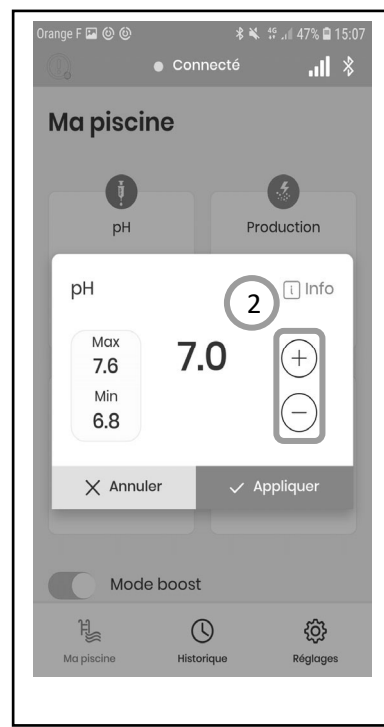 Orange F 4G 47% 15:07
Connecté
Ma piscine
pH
Production
pH
2
i Info
Max
7.6
7.0
Min
6.8
Annuler
Appliquer
Mode boost
Ma piscine
Historique
Réglages